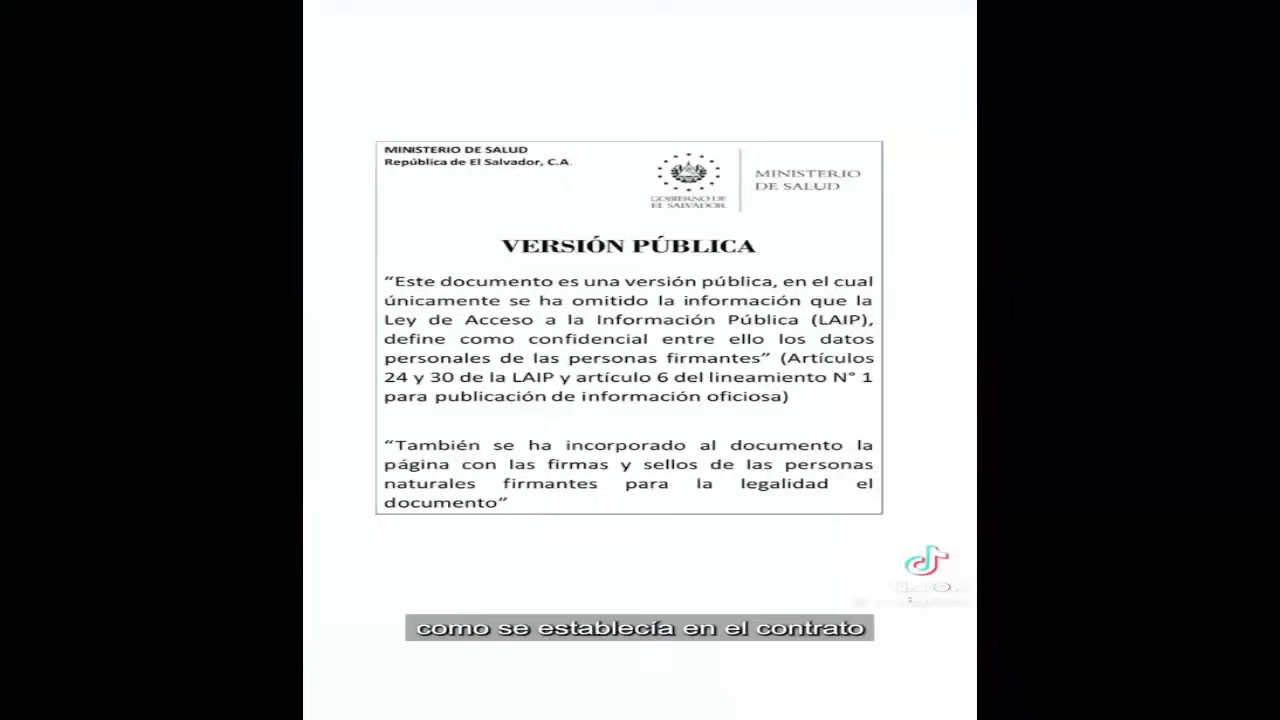 MINISTERIO DE SALUD
República de El Salvador, C.A.
GOBIERNO DE
EL SALVADOR
MINISTERIO
DE SALUD
VERSIÓN PÚBLICA
“Este documento es una versión pública, en el cual
únicamente se ha omitido la información que la
Ley de Acceso a la Información Pública (LAIP),
define como confidencial entre ello los datos
personales de las personas firmantes” (Artículos
24 y 30 de la LAIP y artículo 6 del lineamiento N° 1
para publicación de información oficiosa)
“También se ha incorporado al documento la
página con las firmas y sellos de las personas
naturales firmantes para la legalidad el
documento”
como se establecía en el contrato